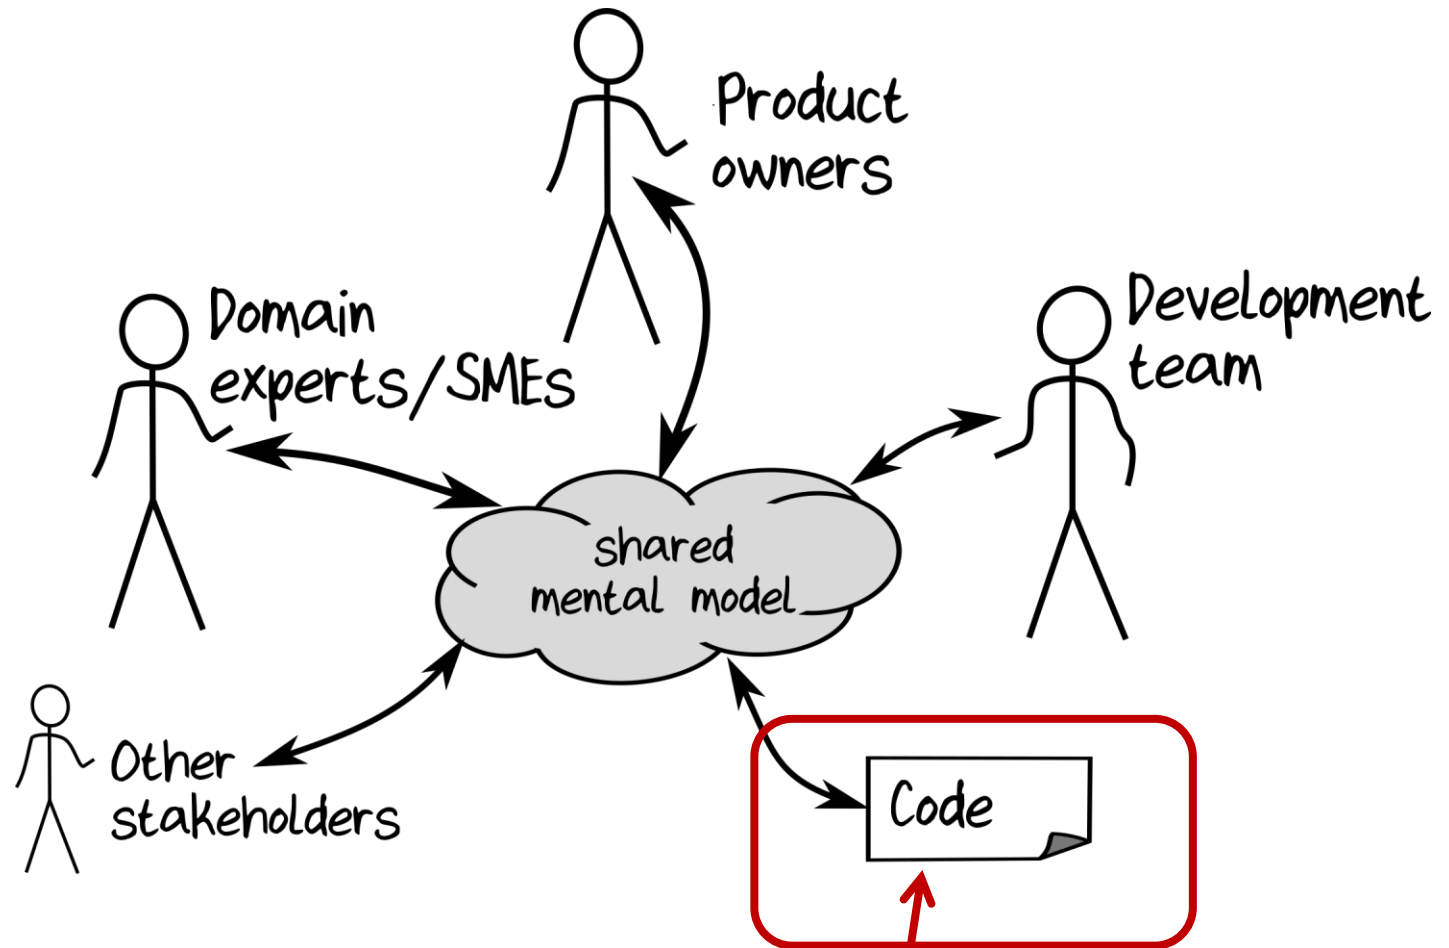 Product
owners
Domain
experts/SMEs
Development
team
shared
mental model
Other
stakeholders
Code